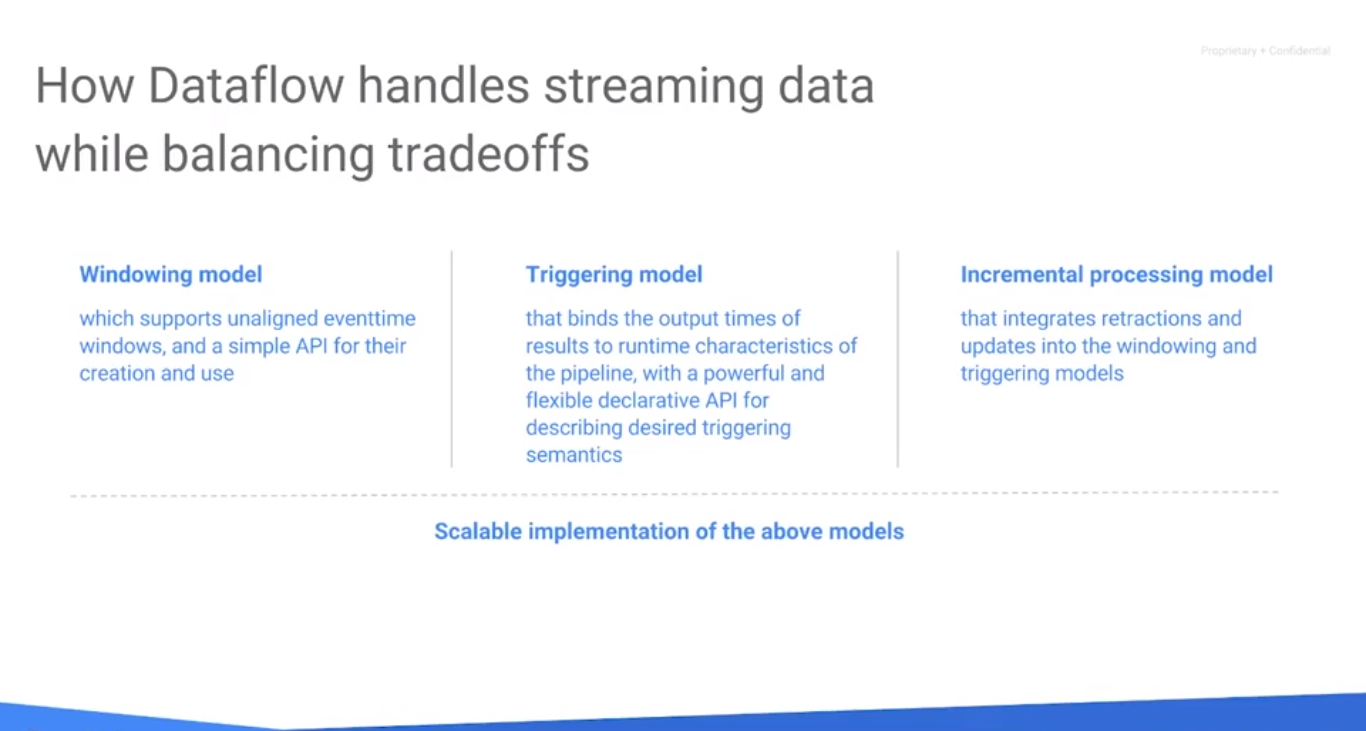 Proprietary + Confidential
How Dataflow handles streaming data
while balancing tradeoffs
Windowing model
which supports unaligned eventtime
windows, and a simple API for their
creation and use
Triggering model
that binds the output times of
results to runtime characteristics of
the pipeline, with a powerful and
flexible declarative API for
describing desired triggering
semantics
Incremental processing model
that integrates retractions and
updates into the windowing and
triggering models
Scalable implementation of the above models